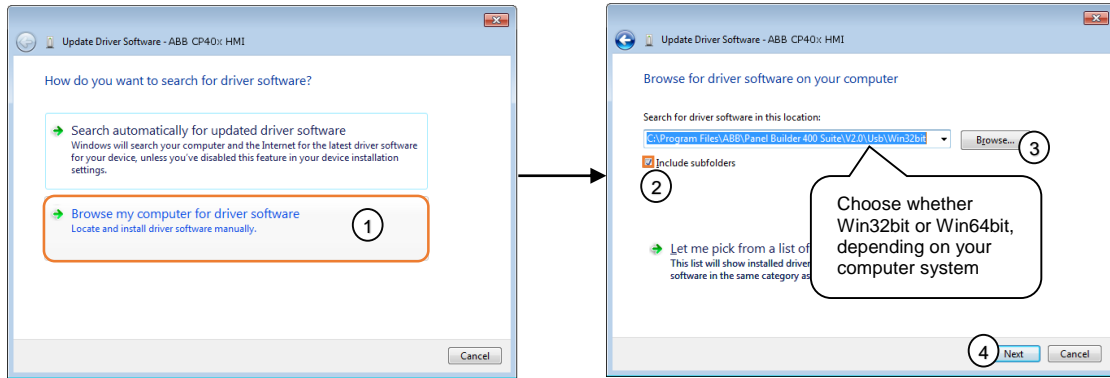 Update Driver Software - ABB CP40x HMI
How do you want to search for driver software?
Search automatically for updated driver software
Windows will search your computer and the Internet for the latest driver software
for your device, unless you've disabled this feature in your device installation
settings.
Browse my computer for driver software
Locate and install driver software manually.
1
Cancel
Update Driver Software - ABB CP40x HMI
Browse for driver software on your computer
Search for driver software in this location:
C:\Program Files\ABB\Panel Builder 400 Suite\V2.0\Usb\Win32bit
Browse...
3
Include subfolders
2
Choose whether
Win32bit or Win64bit,
depending on your
computer system
Let me pick from a list of
This list will show installed driver
software in the same category as
4
Next
Cancel